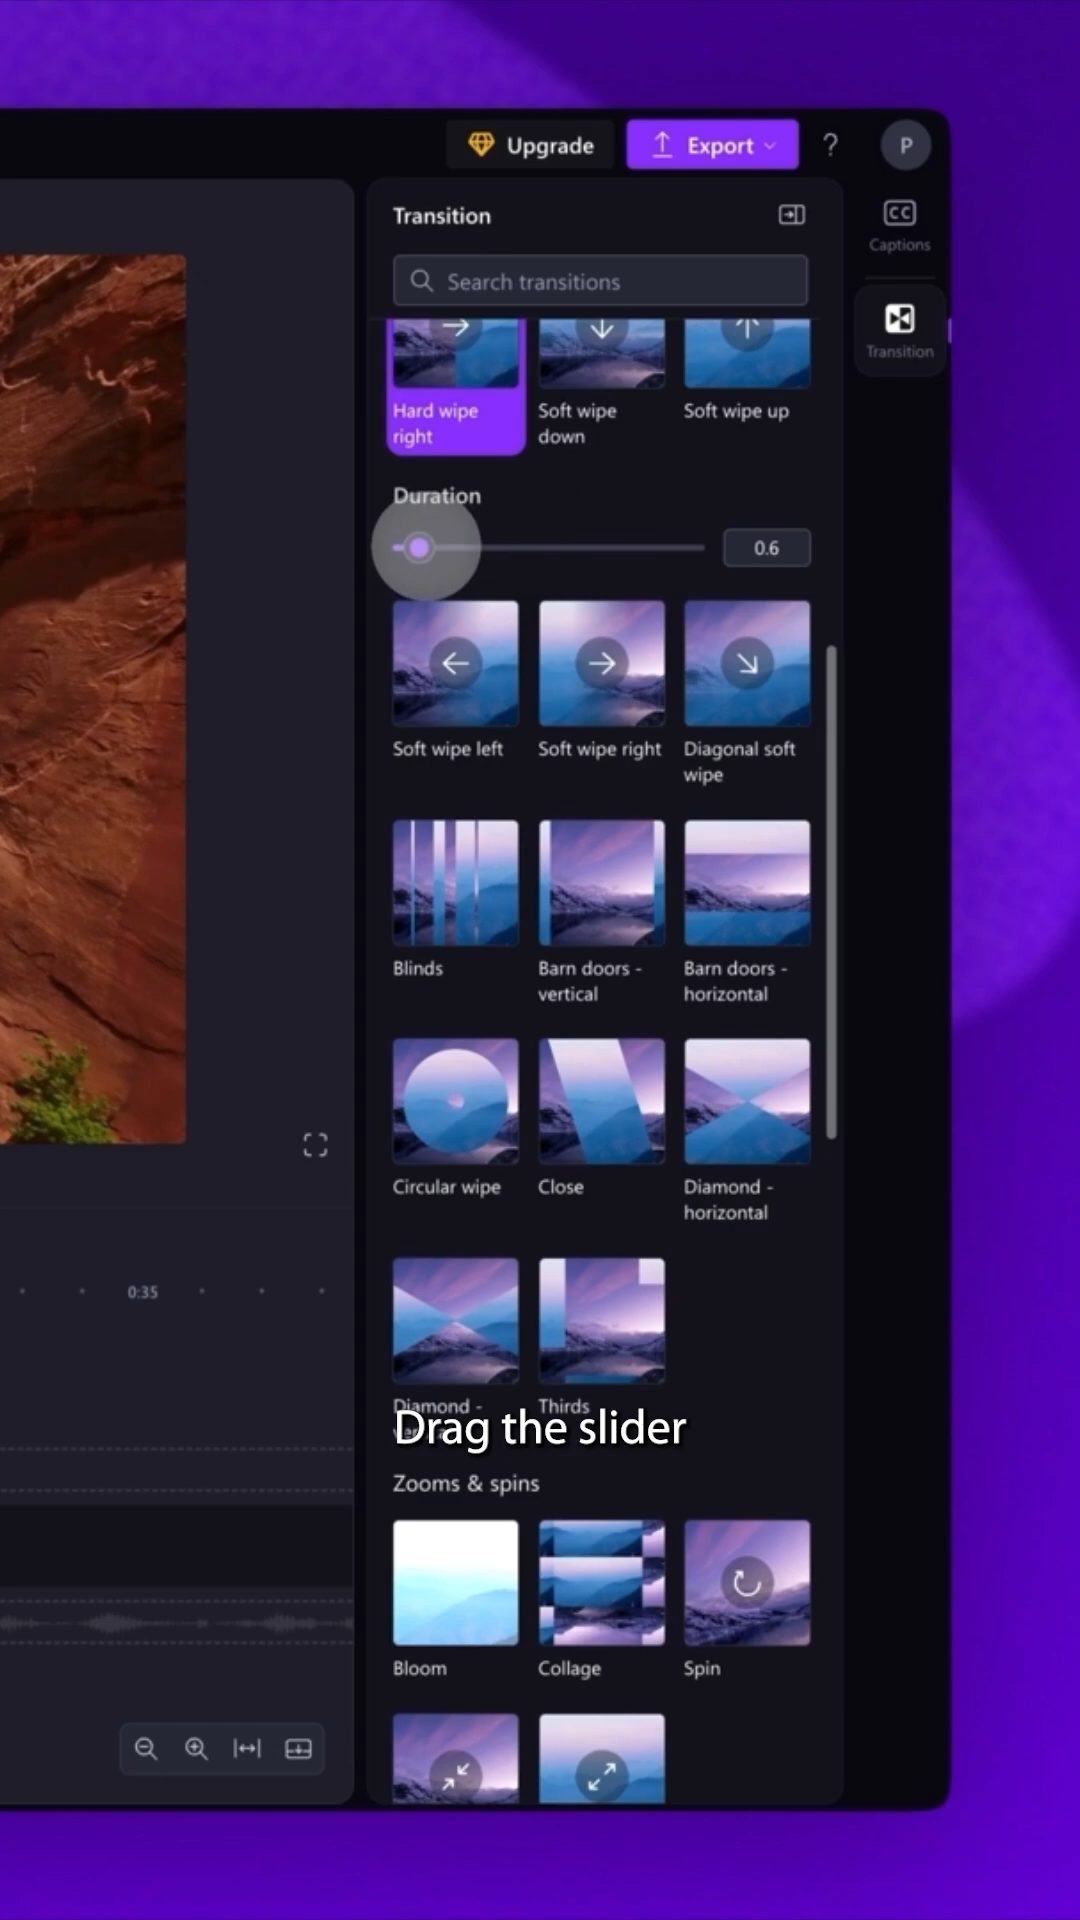 Upgrade
Export
?
P
Transition
CC
Captions
Search transitions
Transition
Hard wipe
right
Soft wipe
down
Soft wipe up
Duration
0.6
Soft wipe left
Soft wipe right
Diagonal soft
wipe
Blinds
Barn doors -
vertical
Barn doors -
horizontal
Circular wipe
Close
Diamond -
horizontal
0:35
Diamond -
Thirds
Drag the slider
Zooms & spins
Bloom
Collage
Spin